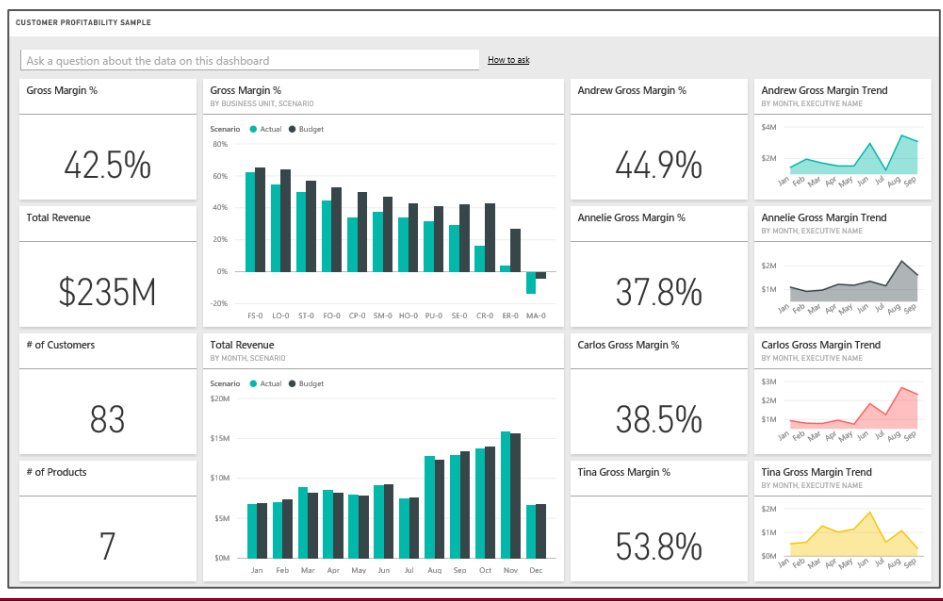 CUSTOMER PROFITABILITY SAMPLE
Ask a question about the data on this dashboard
How to ask
Gross Margin %
42.5%
Total Revenue
$235M
# of Customers
83
# of Products
7
Gross Margin %
BY BUSINESS UNIT, SCENARIO
Scenario Actual Budget
80%
60%
40%
20%
0%
-20%
FS-0 LO-0 ST-0 FO-0 CP-0 SM-0 HO-0 PU-0 SE-0 CR-0 ER-0 MA-0
Total Revenue
BY MONTH, SCENARIO
Scenario Actual Budget
$20M
$15M
$10M
$5M
$0M
Jan Feb Mar Apr May Jun Jul Aug Sep Oct Nov Dec
Andrew Gross Margin %
44.9%
Annelie Gross Margin %
37.8%
Carlos Gross Margin %
38.5%
Tina Gross Margin %
53.8%
Andrew Gross Margin Trend
BY MONTH, EXECUTIVE NAME
$4M
$2M
Jan Feb Mar Apr May Jun Jul Aug Sep
Annelie Gross Margin Trend
BY MONTH, EXECUTIVE NAME
$2M
$1M
Jan Feb Mar Apr May Jun Jul Aug Sep
Carlos Gross Margin Trend
BY MONTH, EXECUTIVE NAME
$3M
$2M
$1M
Jan Feb Mar Apr May Jun Jul Aug Sep
Tina Gross Margin Trend
BY MONTH, EXECUTIVE NAME
$2M
$1M
$0M
Jan Feb Mar Apr May Jun Jul Aug Sep